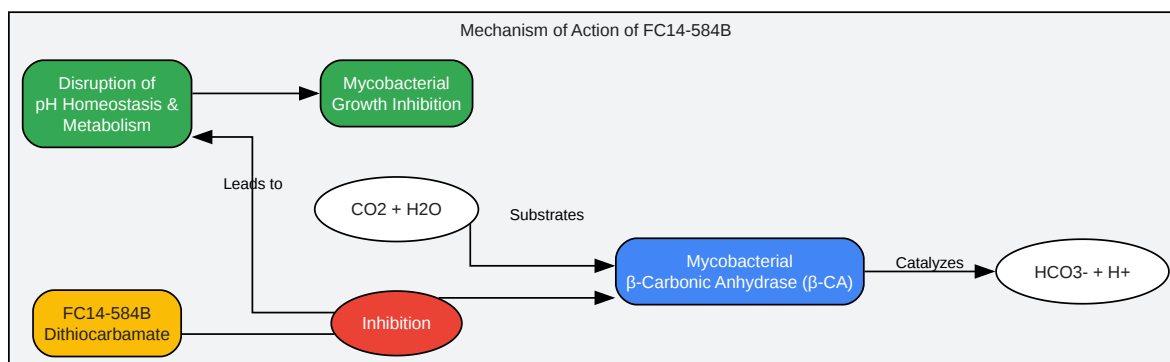 Mechanism of Action of FC14-584B
Disruption of
pH Homeostasis &
Metabolism
Mycobacterial
Growth Inhibition
Leads to
CO2 + H2O
Substrates
Mycobacterial
β-Carbonic Anhydrase (β-CA)
Catalyzes
HCO3- + H+
FC14-584B
Dithiocarbamate
Inhibition